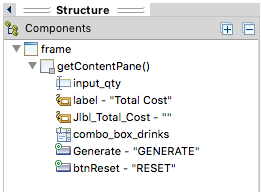 Structure
Components
frame
getContentPane()
input_qty
label - "Total Cost"
Jlbl_Total_Cost - ""
combo_box_drinks
Generate - "GENERATE"
btnReset - "RESET"